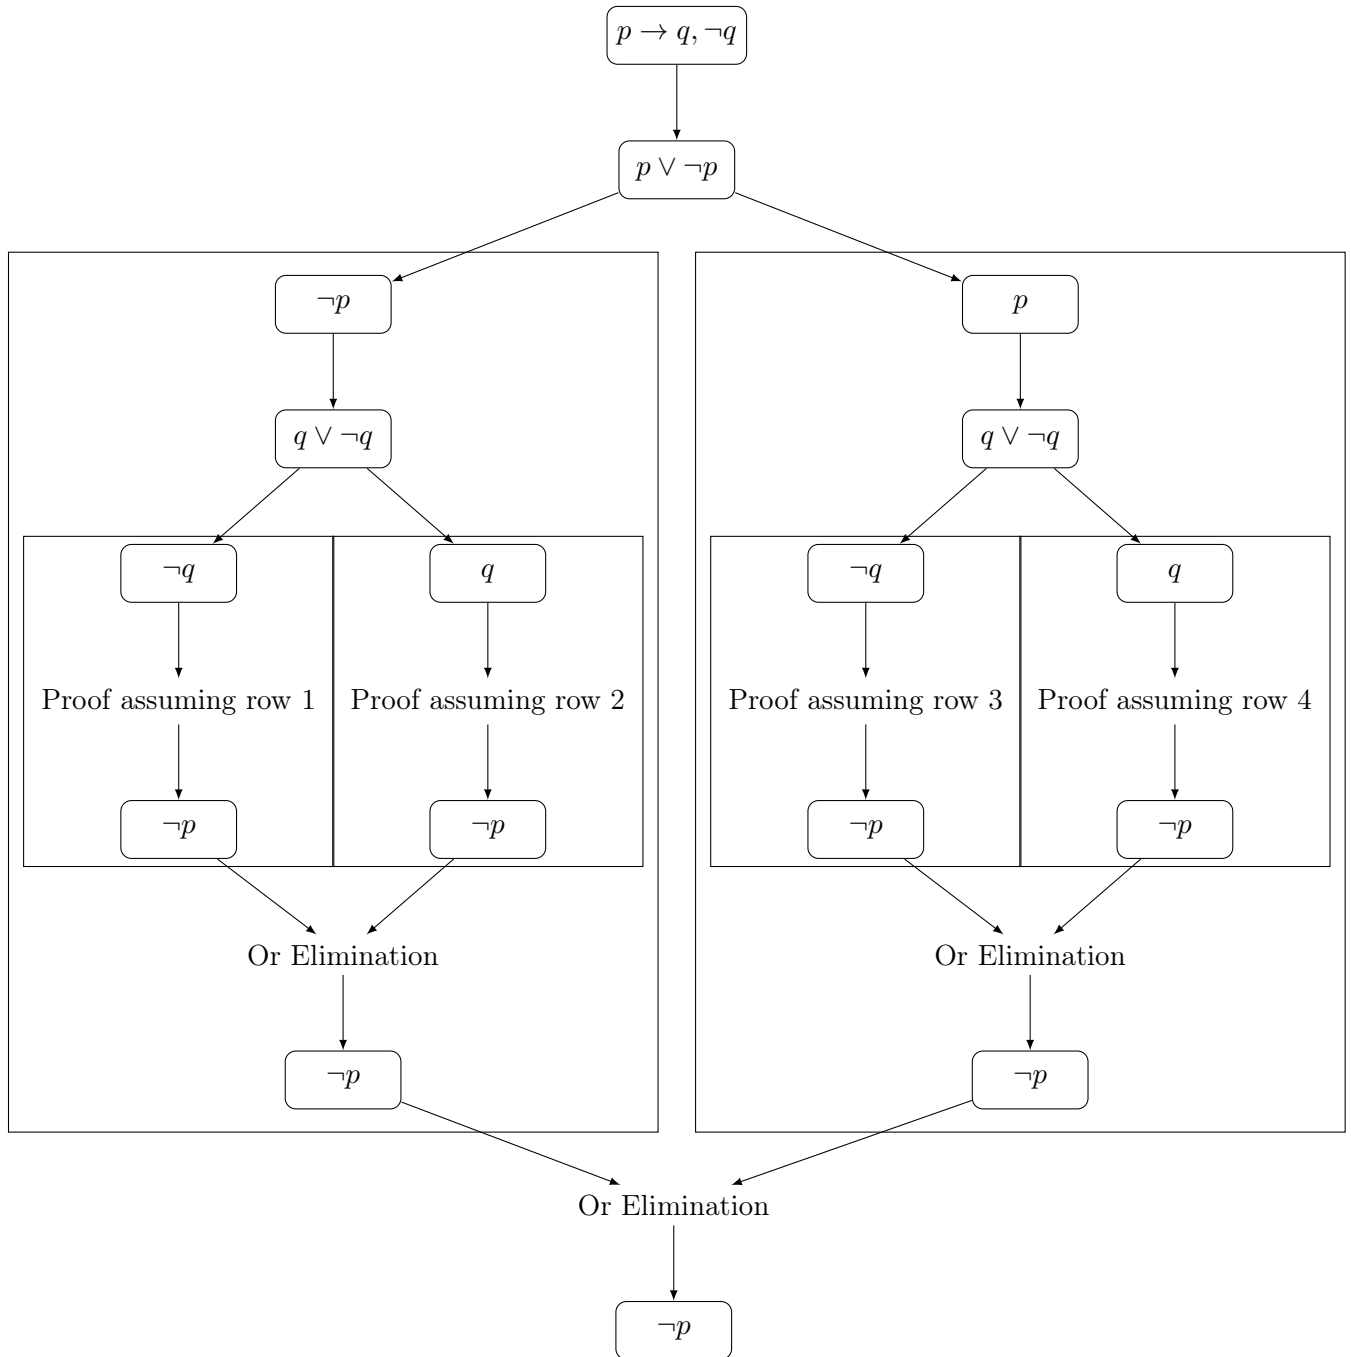 p → q, ¬q
p ∨ ¬p
¬p
p
q ∨ ¬q
q ∨ ¬q
¬q
q
¬q
q
Proof assuming row 1
Proof assuming row 2
Proof assuming row 3
Proof assuming row 4
¬p
¬p
¬p
¬p
Or Elimination
Or Elimination
¬p
¬p
Or Elimination
¬p